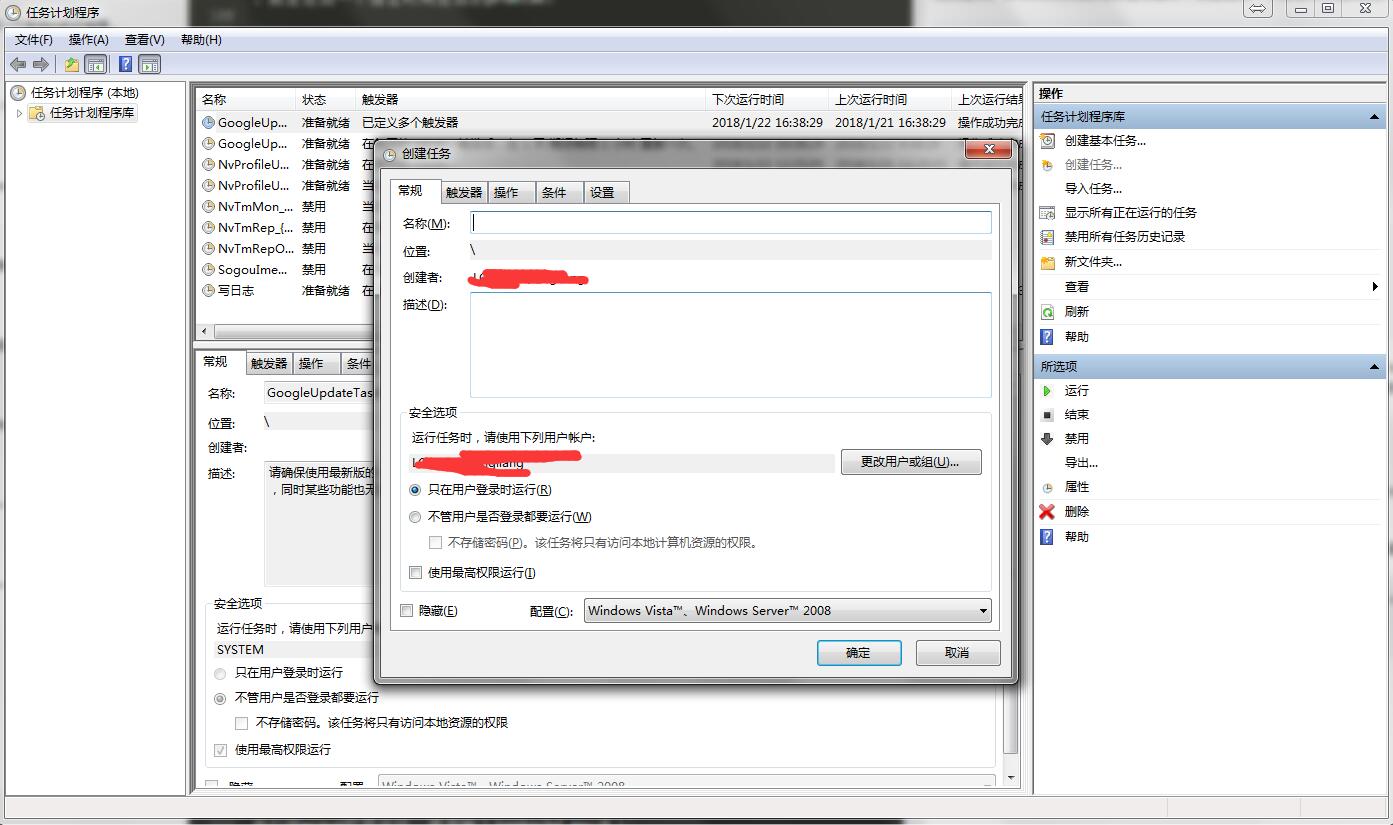 任务计划程序
文件(F) 操作(A) 查看(V) 帮助(H)
任务计划程序 (本地)
任务计划程序库
名称 状态 触发器 下次运行时间 上次运行时间 上次运行结果
GoogleUp... 准备就绪 已定义多个触发器 2018/1/22 16:38:29 2018/1/21 16:38:29 操作成功完成
GoogleUp... 准备就绪 在
NvProfileU... 准备就绪 在
NvProfileU... 准备就绪 当
NvTmMon_... 禁用 当
NvTmRep_{... 禁用 在
NvTmRepO... 禁用 当
SogouIme... 禁用 在
写日志 准备就绪 在
常规 触发器 操作 条件
名称: GoogleUpdateTas
位置: \
创建者:
描述: 请确保使用最新版的
，同时某些功能也无
安全选项
运行任务时，请使用下列用户
SYSTEM
只在用户登录时运行
不管用户是否登录都要运行
不存储密码。该任务将只有访问本地资源的权限
使用最高权限运行
隐藏 配置 Windows Vista™、Windows Server™ 2008
创建任务
常规 触发器 操作 条件 设置
名称(M):
位置: \
创建者:
描述(D):
安全选项
运行任务时，请使用下列用户帐户:
更改用户或组(U)...
只在用户登录时运行(R)
不管用户是否登录都要运行(W)
不存储密码(P)。该任务将只有访问本地计算机资源的权限。
使用最高权限运行(I)
隐藏(E) 配置(C): Windows Vista™、Windows Server™ 2008
确定 取消
操作
任务计划程序库
创建基本任务...
创建任务...
导入任务...
显示所有正在运行的任务
禁用所有任务历史记录
新文件夹...
查看
刷新
帮助
所选项
运行
结束
禁用
导出...
属性
删除
帮助